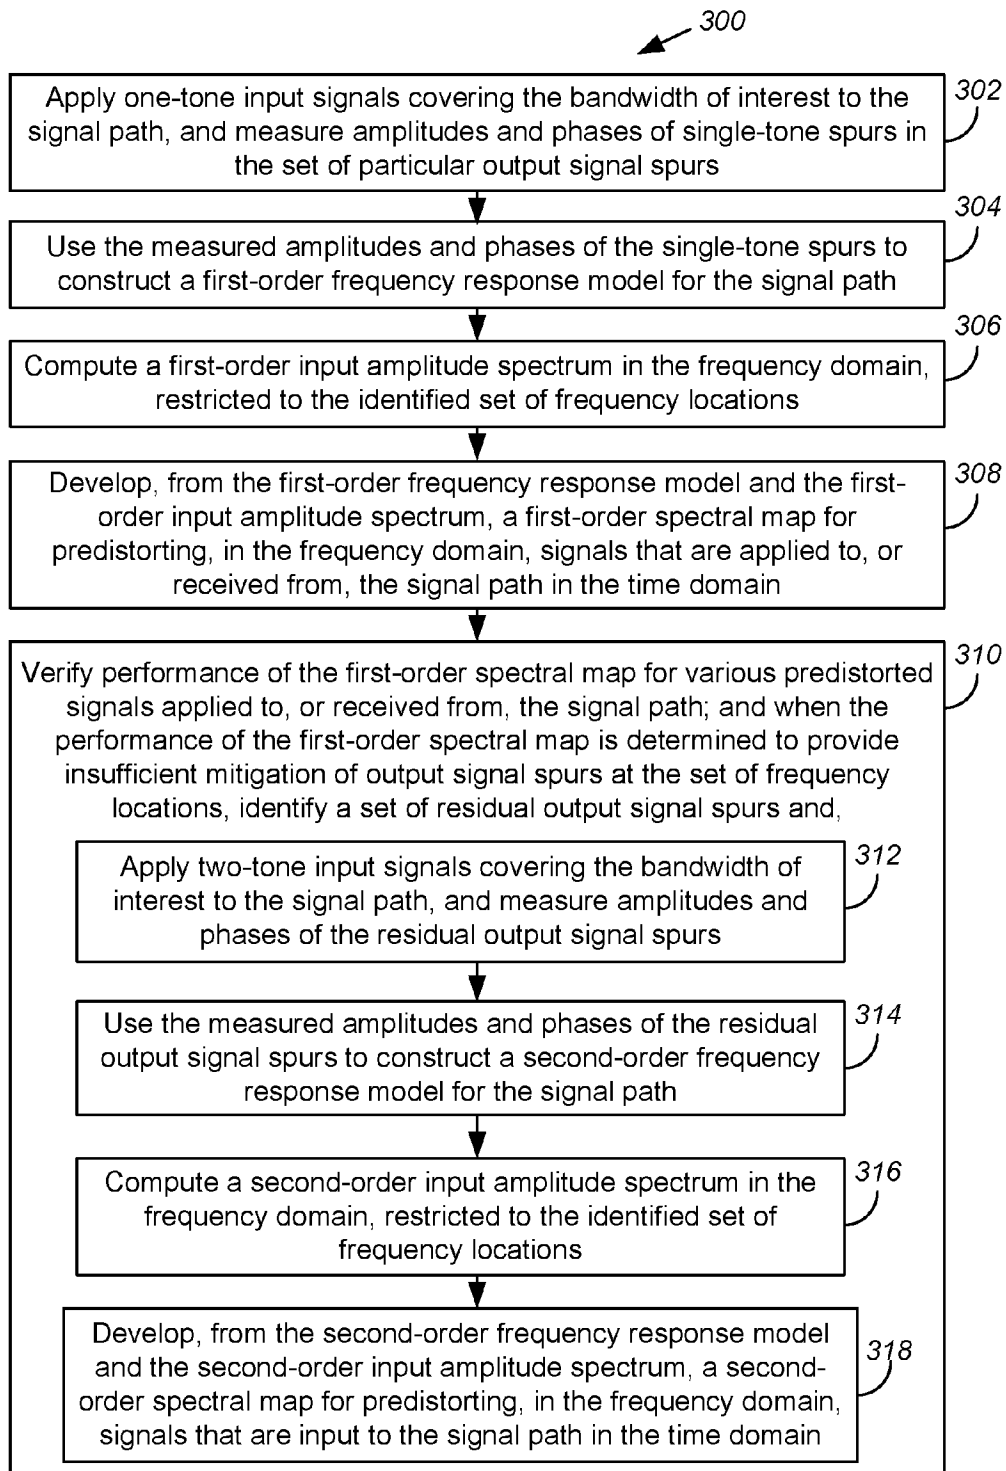 300
302
Apply one-tone input signals covering the bandwidth of interest to the
signal path, and measure amplitudes and phases of single-tone spurs in
the set of particular output signal spurs
304
Use the measured amplitudes and phases of the single-tone spurs to
construct a first-order frequency response model for the signal path
306
Compute a first-order input amplitude spectrum in the frequency domain,
restricted to the identified set of frequency locations
308
Develop, from the first-order frequency response model and the first-
order input amplitude spectrum, a first-order spectral map for
predistorting, in the frequency domain, signals that are applied to, or
received from, the signal path in the time domain
310
Verify performance of the first-order spectral map for various predistorted
signals applied to, or received from, the signal path; and when the
performance of the first-order spectral map is determined to provide
insufficient mitigation of output signal spurs at the set of frequency
locations, identify a set of residual output signal spurs and,
312
Apply two-tone input signals covering the bandwidth of
interest to the signal path, and measure amplitudes and
phases of the residual output signal spurs
314
Use the measured amplitudes and phases of the residual
output signal spurs to construct a second-order frequency
response model for the signal path
316
Compute a second-order input amplitude spectrum in the
frequency domain, restricted to the identified set of
frequency locations
318
Develop, from the second-order frequency response model
and the second-order input amplitude spectrum, a second-
order spectral map for predistorting, in the frequency domain,
signals that are input to the signal path in the time domain